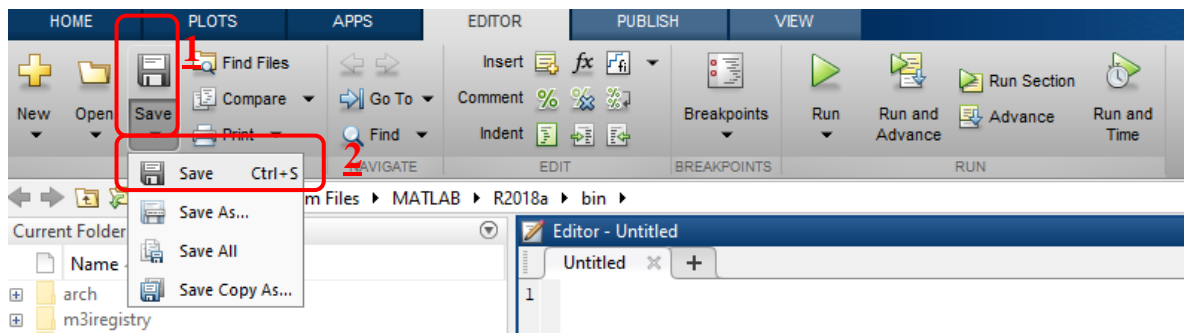 HOME PLOTS APPS EDITOR PUBLISH VIEW
1
Find Files Insert fx fi
Compare Go To Comment % Run Section
New Open Save Breakpoints Run Run and Advance Advance Run and Time
Print Find Indent
2
NAVIGATE EDIT BREAKPOINTS RUN
Save Ctrl+S
m Files MATLAB R2018a bin
Save As...
Current Folder Editor - Untitled
Save All
Name Untitled +
Save Copy As...
arch 1
m3iregistry